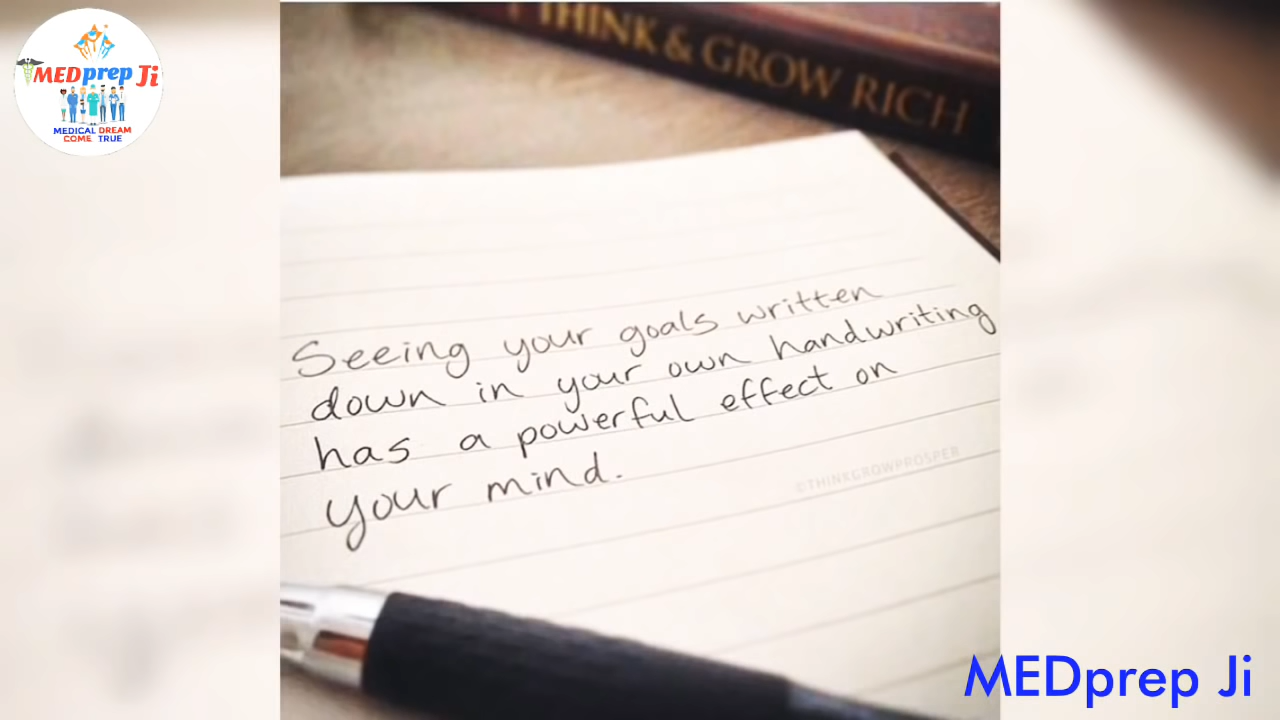 MEDprep Ji
MEDICAL DREAM
COME TRUE
THINK & GROW RICH
Seeing your goals written
down in your own handwriting
has a powerful effect on
your mind.
©THINKGROWPROSPER
MEDprep Ji